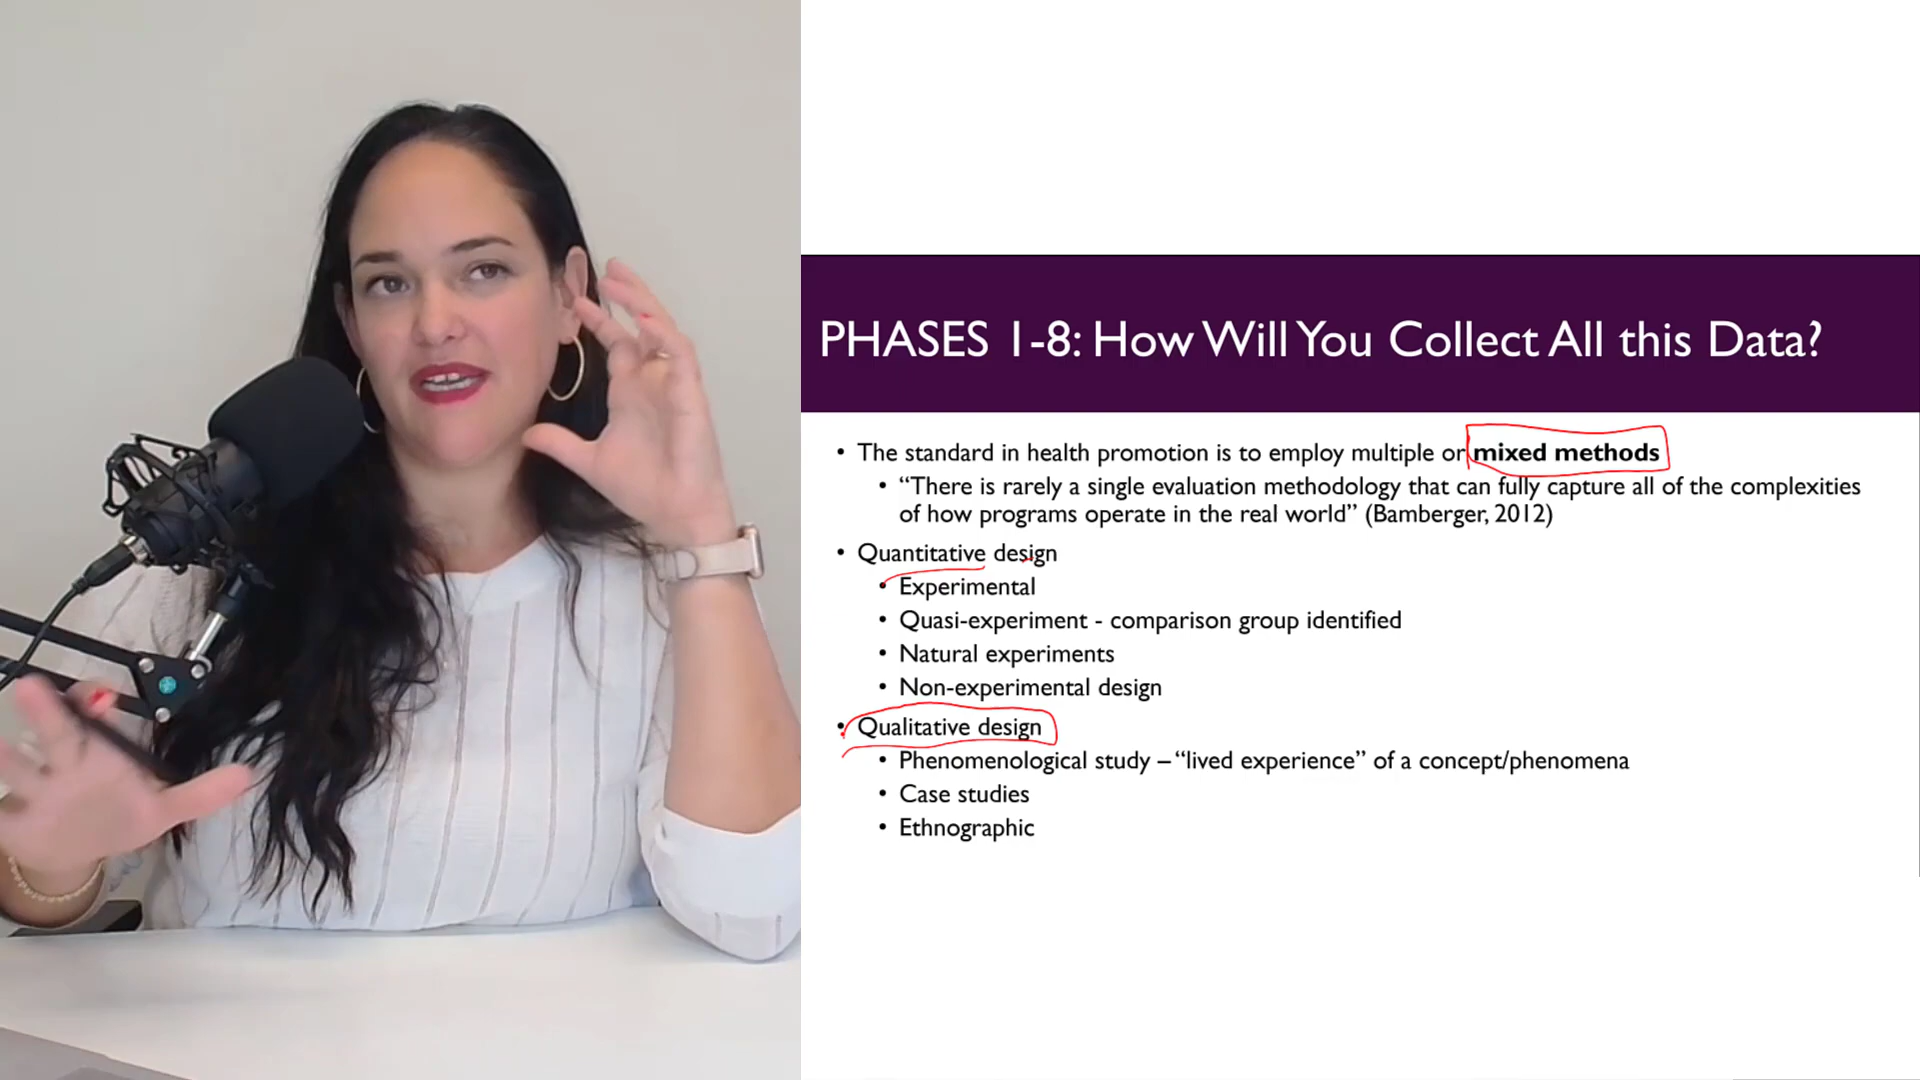 PHASES 1-8: How Will You Collect All this Data?
• The standard in health promotion is to employ multiple or mixed methods
• “There is rarely a single evaluation methodology that can fully capture all of the complexities
of how programs operate in the real world” (Bamberger, 2012)
• Quantitative design
• Experimental
• Quasi-experiment - comparison group identified
• Natural experiments
• Non-experimental design
• Qualitative design
• Phenomenological study – “lived experience” of a concept/phenomena
• Case studies
• Ethnographic